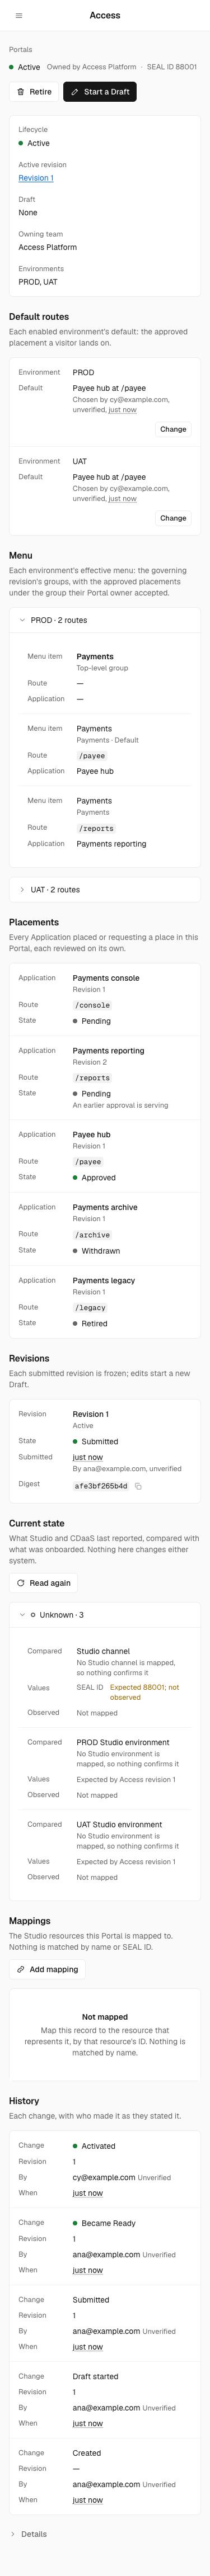 Access
Portals
Active Owned by Access Platform · SEAL ID 88001
Retire Start a Draft
Lifecycle
Active
Active revision
Revision 1
Draft
None
Owning team
Access Platform
Environments
PROD, UAT
Default routes
Each enabled environment's default: the approved
placement a visitor lands on.
Environment PROD
Default Payee hub at /payee
Chosen by cy@example.com,
unverified, just now
Change
Environment UAT
Default Payee hub at /payee
Chosen by cy@example.com,
unverified, just now
Change
Menu
Each environment's effective menu: the governing
revision's groups, with the approved placements
under the group their Portal owner accepted.
PROD · 2 routes
Menu item Payments
Top-level group
Route —
Application —
Menu item Payments
Payments · Default
Route /payee
Application Payee hub
Menu item Payments
Payments
Route /reports
Application Payments reporting
UAT · 2 routes
Placements
Every Application placed or requesting a place in this
Portal, each reviewed on its own.
Application Payments console
Revision 1
Route /console
State Pending
Application Payments reporting
Revision 2
Route /reports
State Pending
An earlier approval is serving
Application Payee hub
Revision 1
Route /payee
State Approved
Application Payments archive
Revision 1
Route /archive
State Withdrawn
Application Payments legacy
Revision 1
Route /legacy
State Retired
Revisions
Each submitted revision is frozen; edits start a new
Draft.
Revision Revision 1
Active
State Submitted
Submitted just now
By ana@example.com, unverified
Digest afe3bf265b4d
Current state
What Studio and CDaaS last reported, compared with
what was onboarded. Nothing here changes either
system.
Read again
Unknown · 3
Compared Studio channel
No Studio channel is mapped,
so nothing confirms it
Values SEAL ID Expected 88001; not
observed
Observed Not mapped
Compared PROD Studio environment
No Studio environment is
mapped, so nothing confirms it
Values Expected by Access revision 1
Observed Not mapped
Compared UAT Studio environment
No Studio environment is
mapped, so nothing confirms it
Values Expected by Access revision 1
Observed Not mapped
Mappings
The Studio resources this Portal is mapped to.
Nothing is matched by name or SEAL ID.
Add mapping
Not mapped
Map this record to the resource that
represents it, by that resource's ID. Nothing is
matched by name.
History
Each change, with who made it as they stated it.
Change Activated
Revision 1
By cy@example.com Unverified
When just now
Change Became Ready
Revision 1
By ana@example.com Unverified
When just now
Change Submitted
Revision 1
By ana@example.com Unverified
When just now
Change Draft started
Revision 1
By ana@example.com Unverified
When just now
Change Created
Revision —
By ana@example.com Unverified
When just now
Details